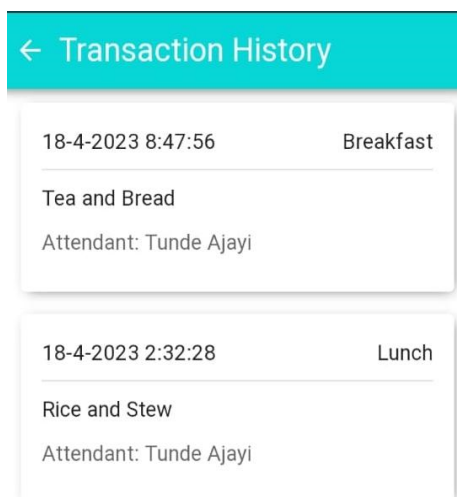 Transaction History
18-4-2023 8:47:56 Breakfast
Tea and Bread
Attendant: Tunde Ajayi
18-4-2023 2:32:28 Lunch
Rice and Stew
Attendant: Tunde Ajayi